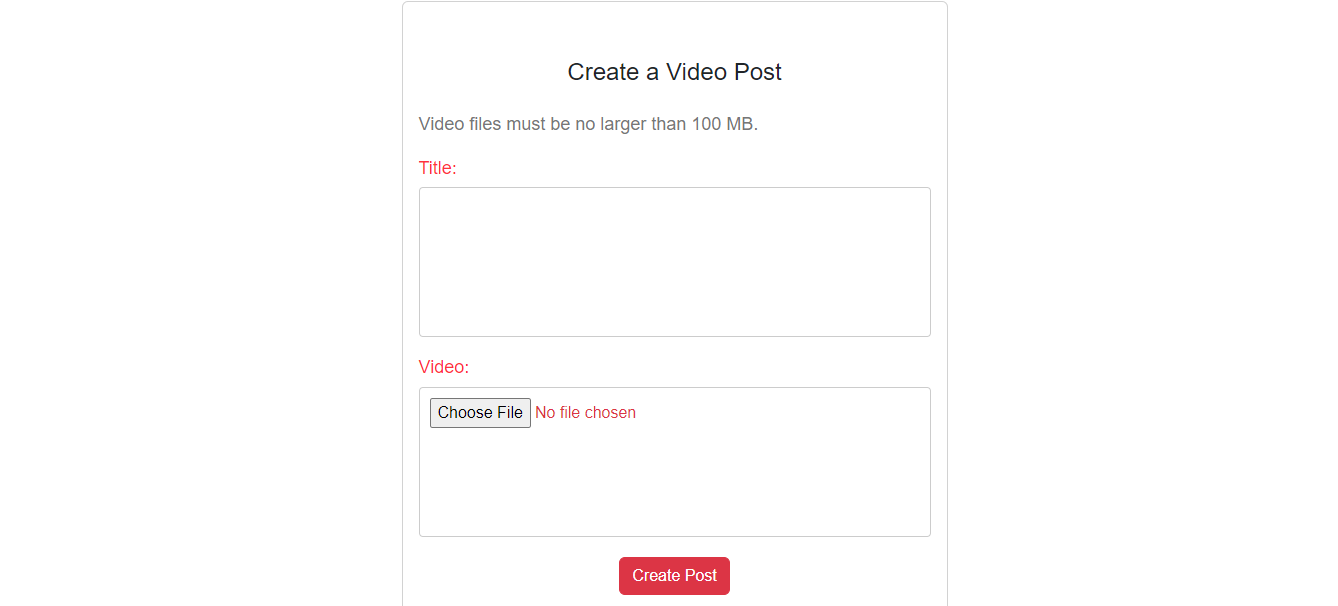 Create a Video Post
Video files must be no larger than 100 MB.
Title:
Video:
Choose File No file chosen
Create Post